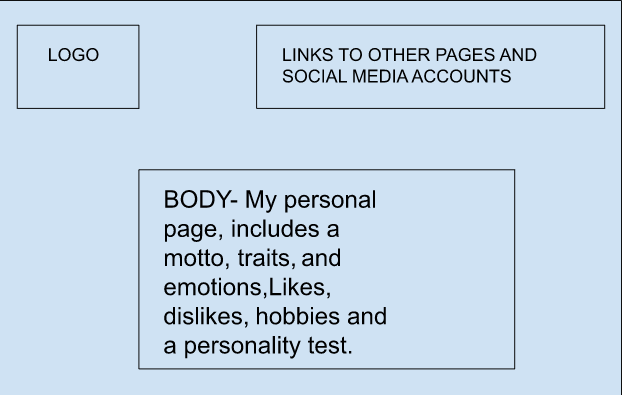 LOGO
LINKS TO OTHER PAGES AND
SOCIAL MEDIA ACCOUNTS
BODY- My personal
page, includes a
motto, traits, and
emotions,Likes,
dislikes, hobbies and
a personality test.